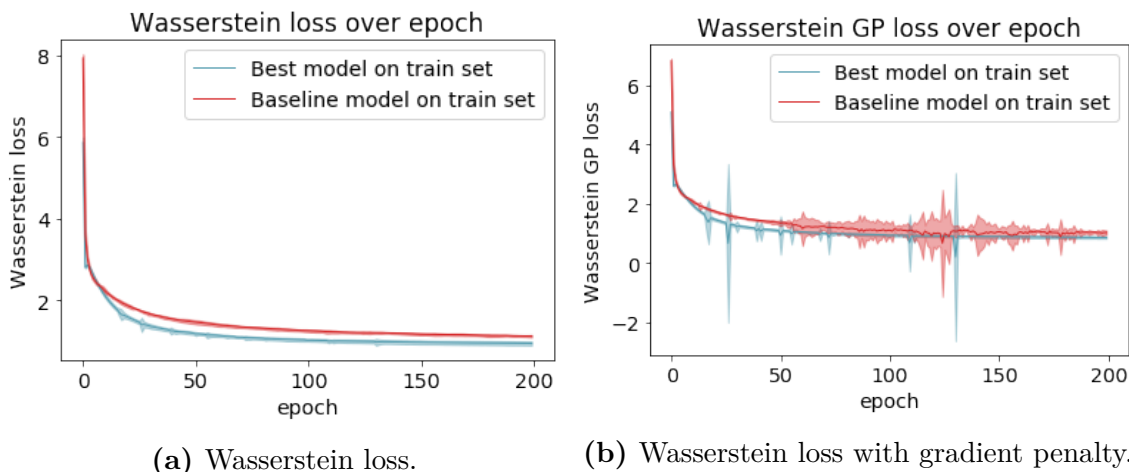 Wasserstein loss over epoch
8
6
4
2
Wasserstein loss
Best model on train set
Baseline model on train set
0 50 100 150 200
epoch
(a) Wasserstein loss.
Wasserstein GP loss over epoch
6
4
2
0
−2
Wasserstein GP loss
Best model on train set
Baseline model on train set
0 50 100 150 200
epoch
(b) Wasserstein loss with gradient penalty.